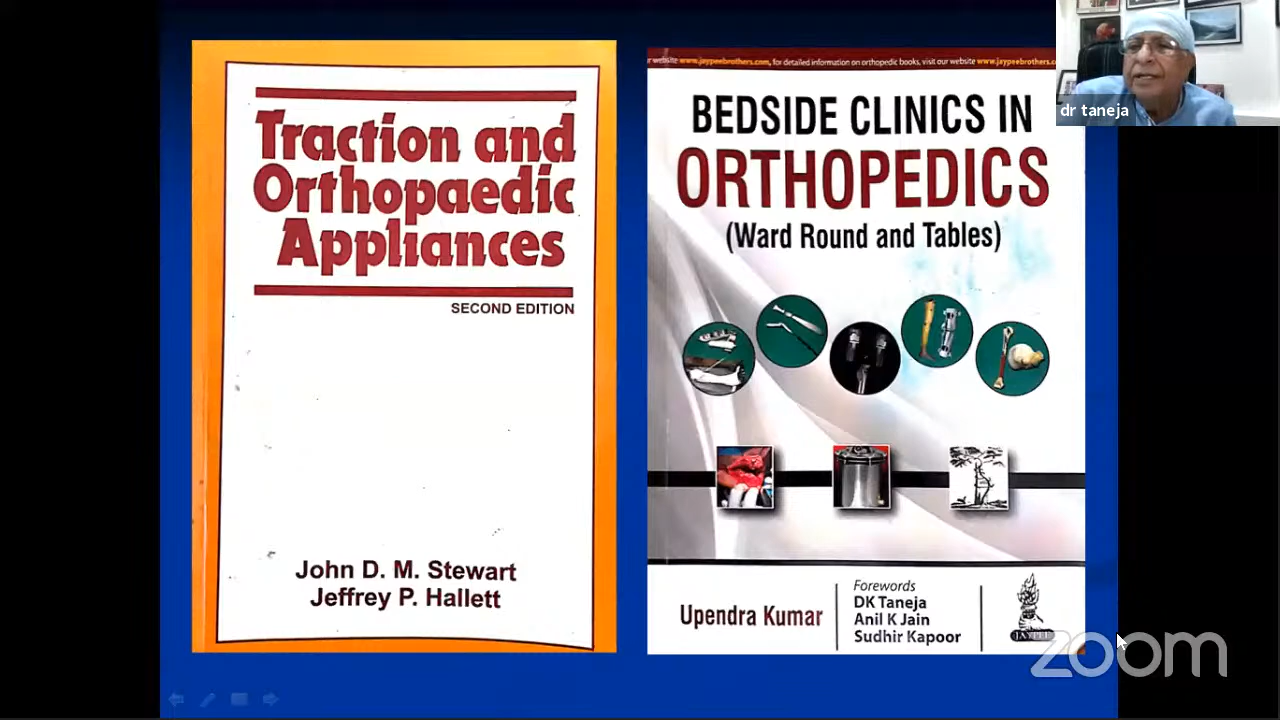 Traction and
Orthopaedic
Appliances
SECOND EDITION
John D. M. Stewart
Jeffrey P. Hallett
r website www.jaypeebrothers.com, for detailed information on orthopedic books, visit our website www.jaypeebrothers.c
BEDSIDE CLINICS IN
ORTHOPEDICS
(Ward Round and Tables)
Upendra Kumar
Forewords
DK Taneja
Anil K Jain
Sudhir Kapoor
JAYPEE
dr taneja
zoom